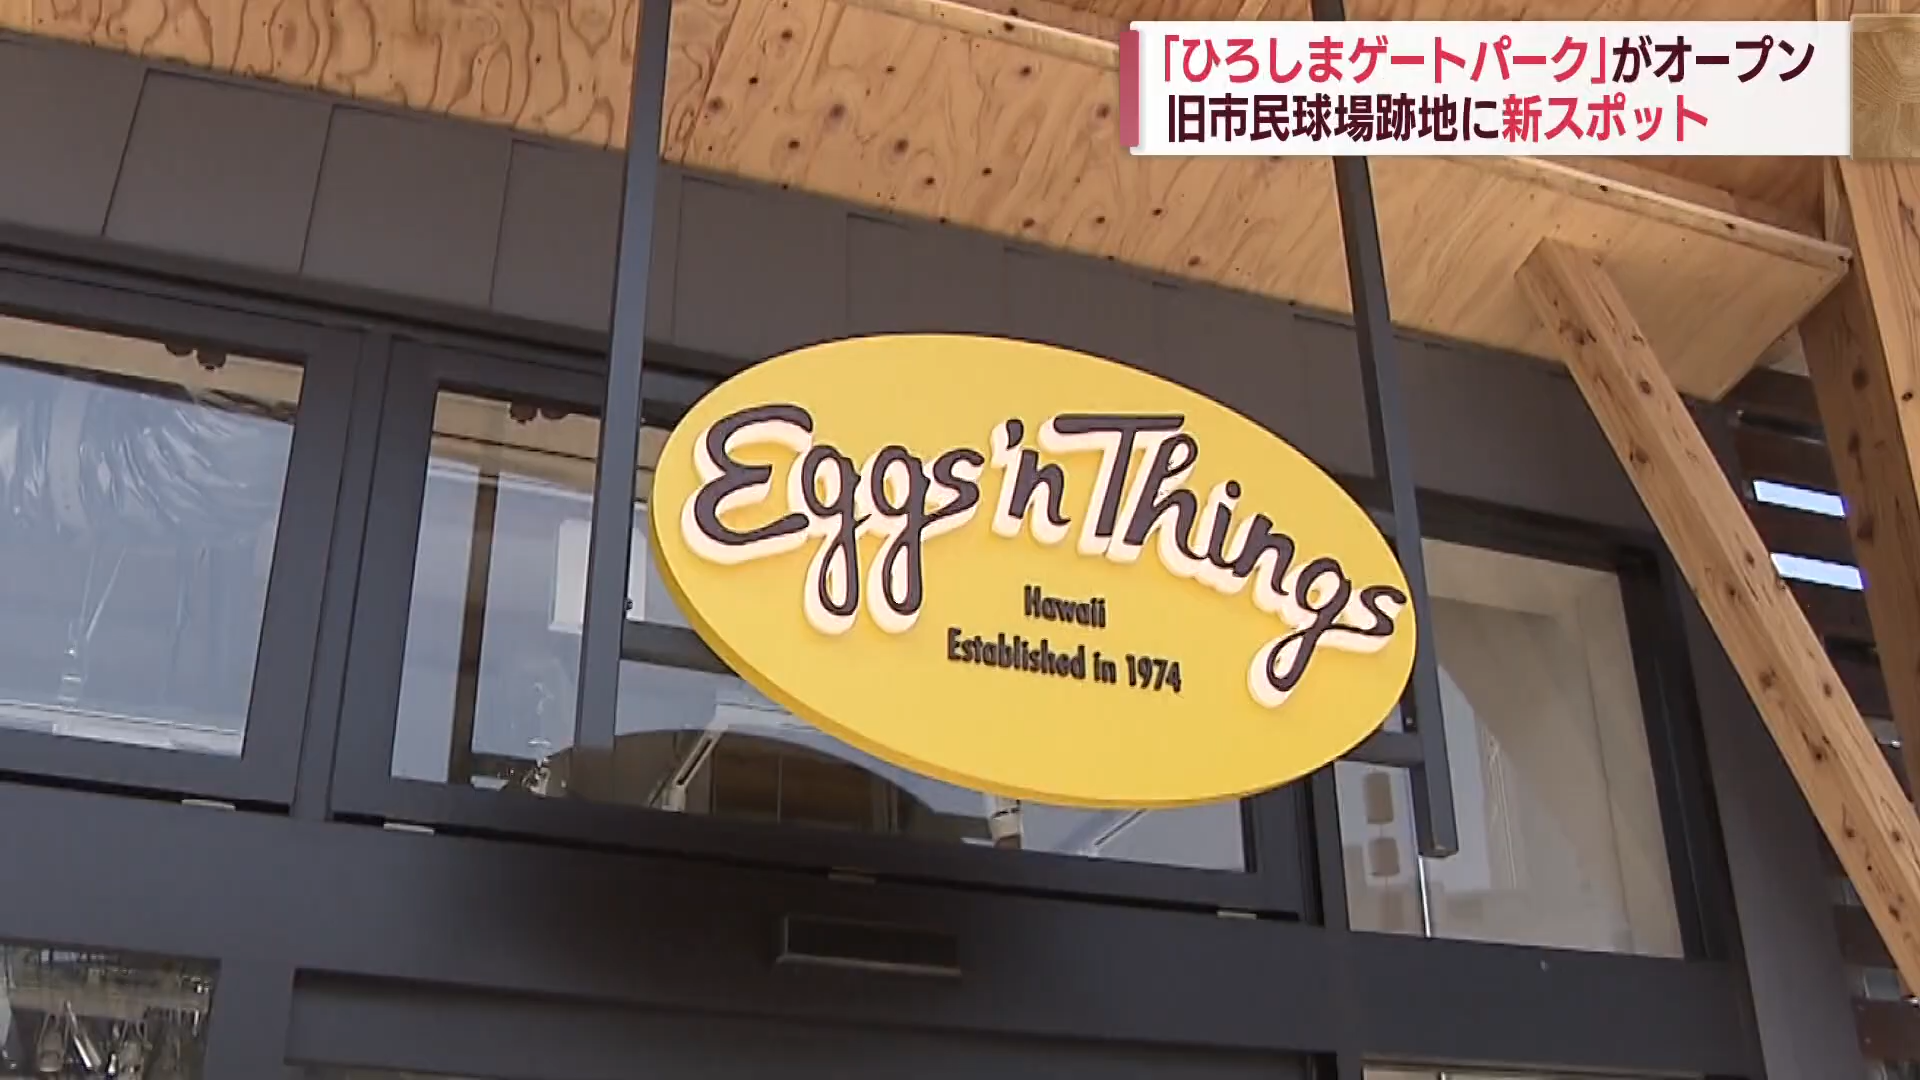 「ひろしまゲートパーク」がオープン
旧市民球場跡地に新スポット
Eggs 'n Things
Hawaii
Established in 1974